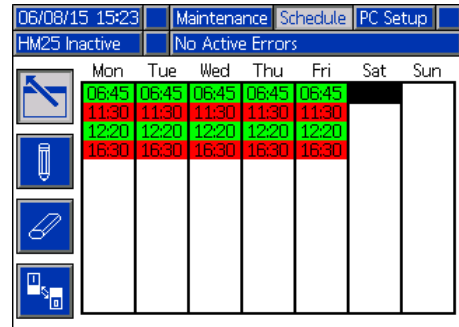 06/08/15 15:23 Maintenance Schedule PC Setup
HM25 Inactive No Active Errors
Mon Tue Wed Thu Fri Sat Sun
06:45 06:45 06:45 06:45 06:45
11:30 11:30 11:30 11:30 11:30
12:20 12:20 12:20 12:20 12:20
16:30 16:30 16:30 16:30 16:30